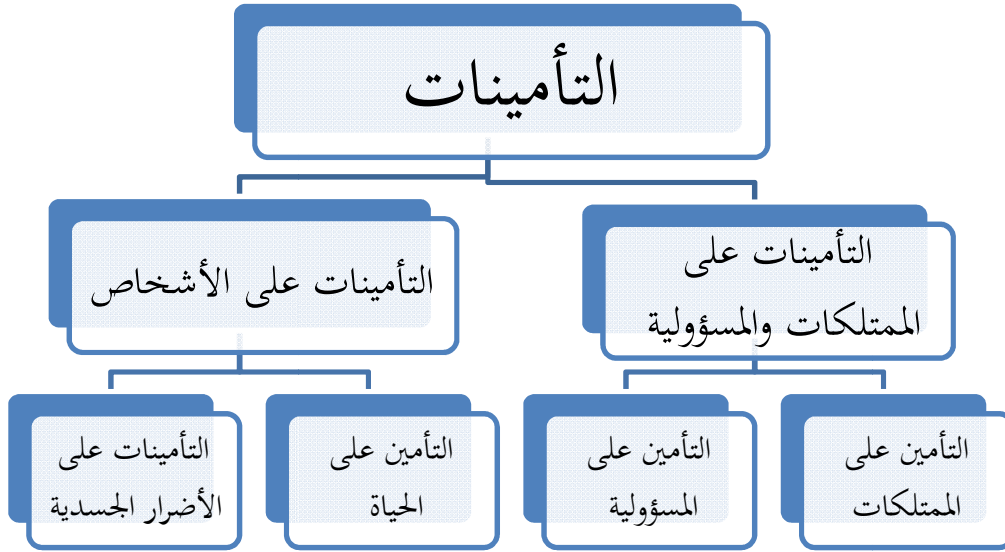 التأمينات
التأمينات على
الممتلكات والمسؤولية
التأمينات على الأشخاص
التأمين على
الممتلكات
التأمين على
المسؤولية
التأمين على
الحياة
التأمينات على
الأضرار الجسدية